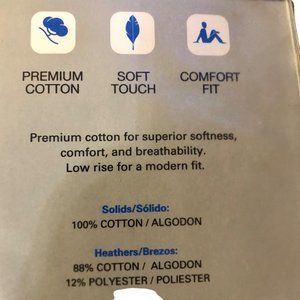 PREMIUM COTTON
SOFT TOUCH
COMFORT FIT
Premium cotton for superior softness,
comfort, and breathability.
Low rise for a modern fit.
Solids/Sólido:
100% COTTON / ALGODON
Heathers/Brezos:
88% COTTON / ALGODON
12% POLYESTER / POLIESTER